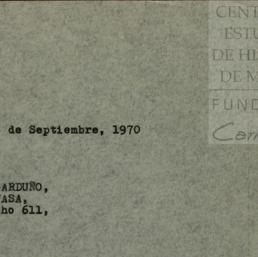 CENT
ESTU
DE HI
DE M
FUND
Car
de Septiembre, 1970
ARDUÑO,
ASA,
ho 611,